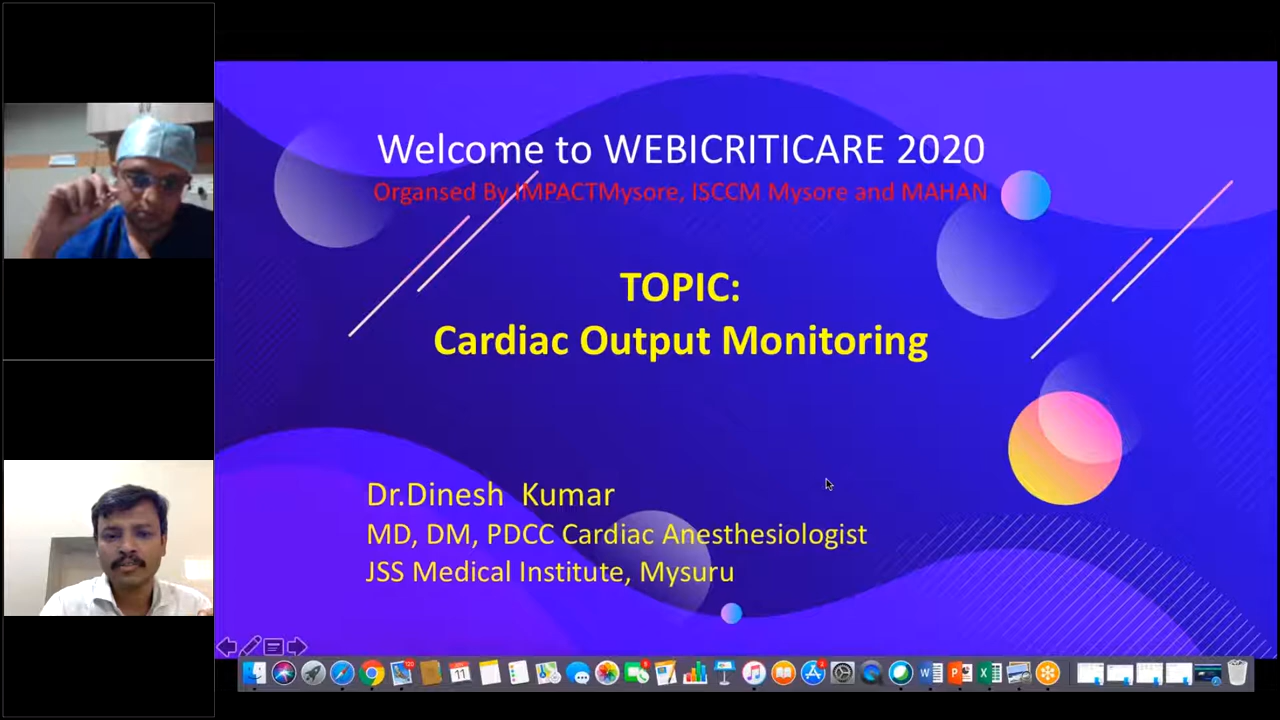 Welcome to WEBICRITICARE 2020
Organsed By IMPACTMysore, ISCCM Mysore and MAHAN
TOPIC:
Cardiac Output Monitoring
Dr.Dinesh Kumar
MD, DM, PDCC Cardiac Anesthesiologist
JSS Medical Institute, Mysuru